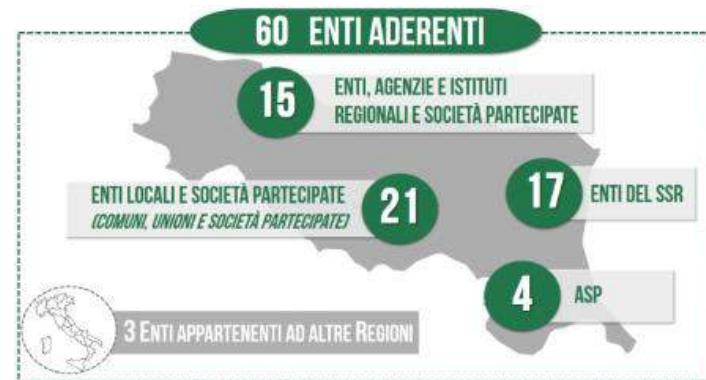 60 ENTI ADERENTI
15
ENTI, AGENZIE E ISTITUTI
REGIONALI E SOCIETÀ PARTECIPATE
ENTI LOCALI E SOCIETÀ PARTECIPATE
(COMUNI, UNIONI E SOCIETÀ PARTECIPATE)
21
17
ENTI DEL SSR
4
ASP
3 ENTI APPARTENENTI AD ALTRE REGIONI